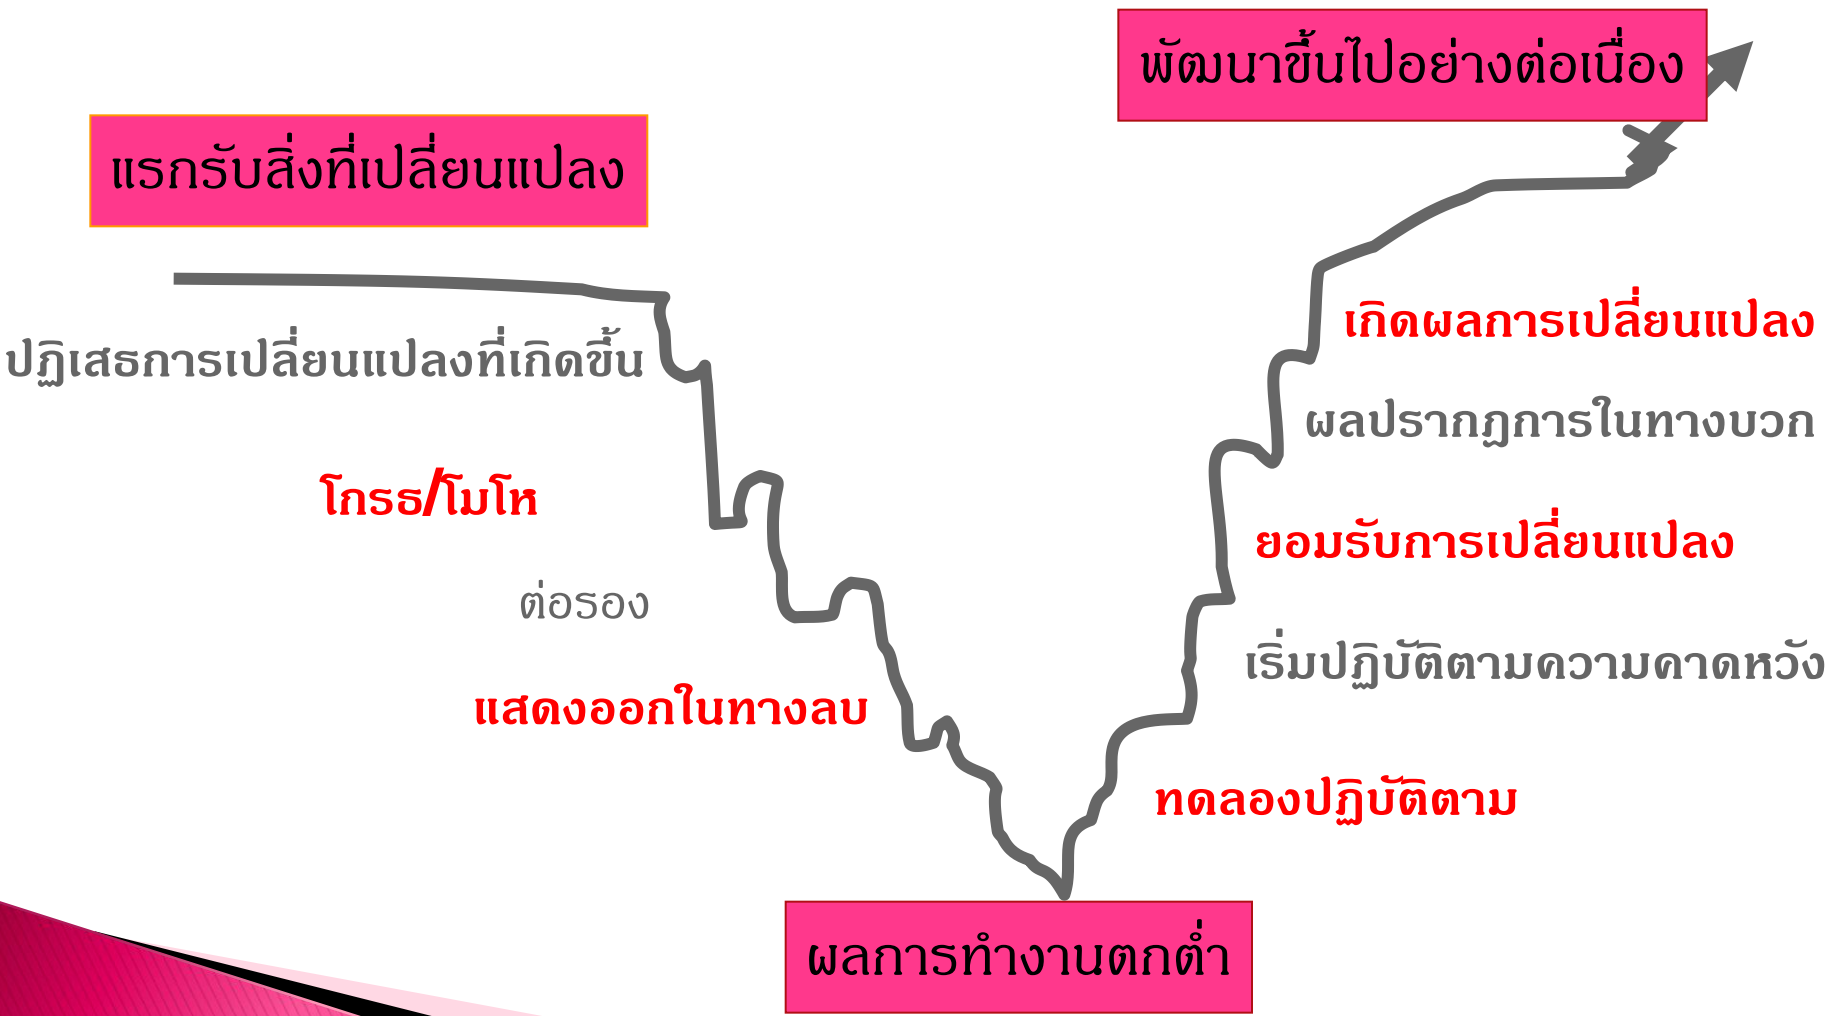 พัฒนาขึ้นไปอย่างต่อเนื่อง
แรกรับสิ่งที่เปลี่ยนแปลง
ปฏิเสธการเปลี่ยนแปลงที่เกิดขึ้น
โกรธ/โมโห
ต่อรอง
แสดงออกในทางลบ
ผลการทำงานตกต่ำ
เกิดผลการเปลี่ยนแปลง
ผลปรากฏการในทางบวก
ยอมรับการเปลี่ยนแปลง
เริ่มปฏิบัติตามความคาดหวัง
ทดลองปฏิบัติตาม